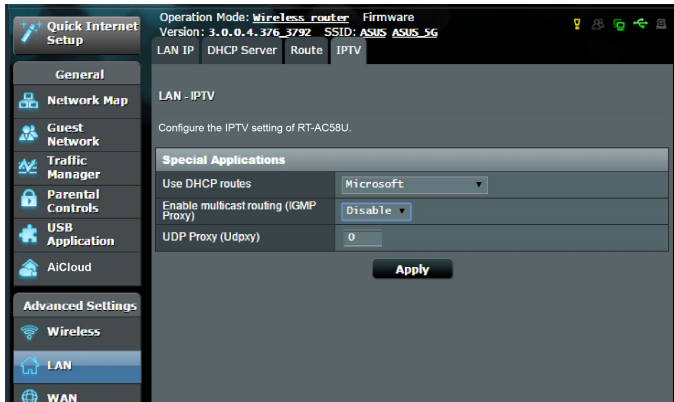 Quick Internet
Setup
Operation Mode: Wireless router Firmware
Version: 3.0.0.4.376_3792 SSID: ASUS ASUS_5G
LAN IP DHCP Server Route IPTV
General
Network Map
Guest
Network
Traffic
Manager
Parental
Controls
USB
Application
AiCloud
Advanced Settings
Wireless
LAN
WAN
LAN - IPTV
Configure the IPTV setting of RT-AC58U.
Special Applications
Use DHCP routes Microsoft
Enable multicast routing (IGMP
Proxy) Disable
UDP Proxy (Udpxy) 0
Apply